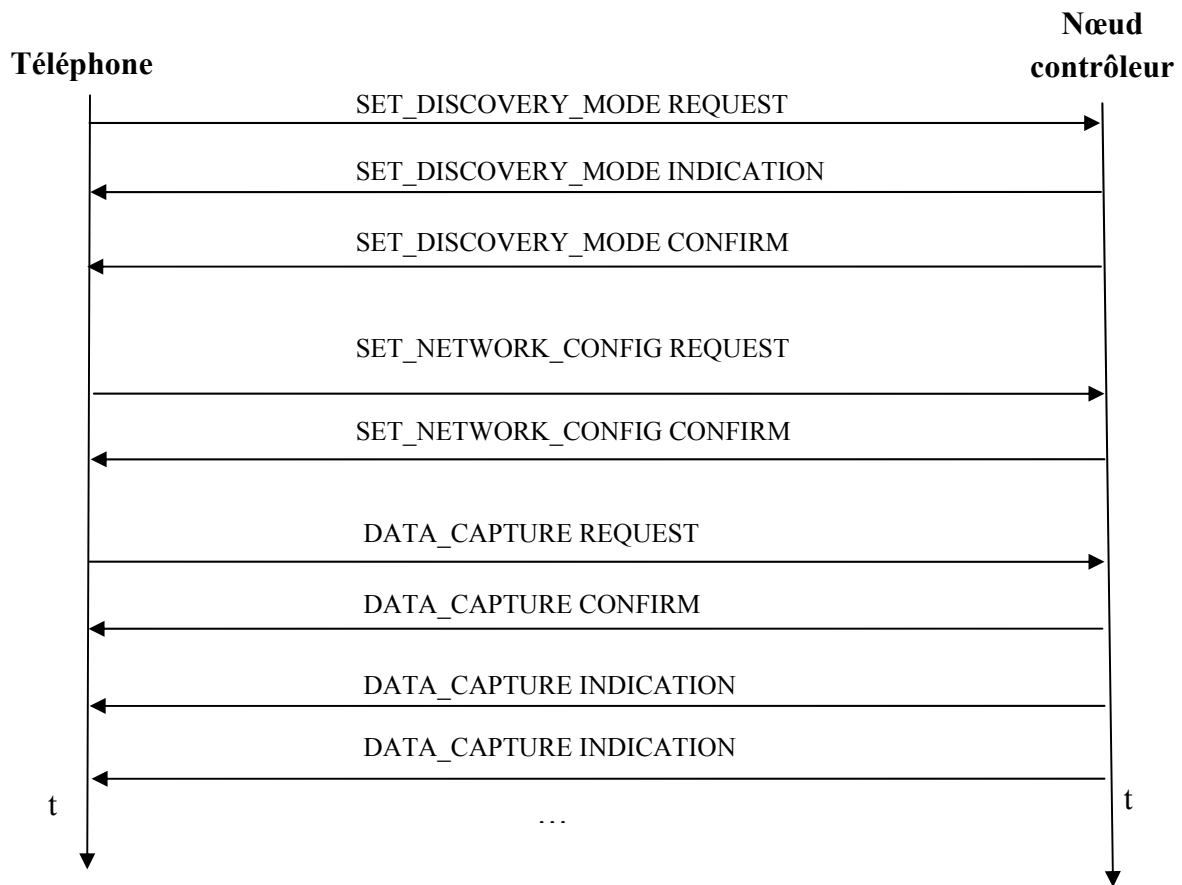 Nœud
contrôleur
Téléphone
SET_DISCOVERY_MODE REQUEST
SET_DISCOVERY_MODE INDICATION
SET_DISCOVERY_MODE CONFIRM
SET_NETWORK_CONFIG REQUEST
SET_NETWORK_CONFIG CONFIRM
DATA_CAPTURE REQUEST
DATA_CAPTURE CONFIRM
DATA_CAPTURE INDICATION
DATA_CAPTURE INDICATION
t
t
…